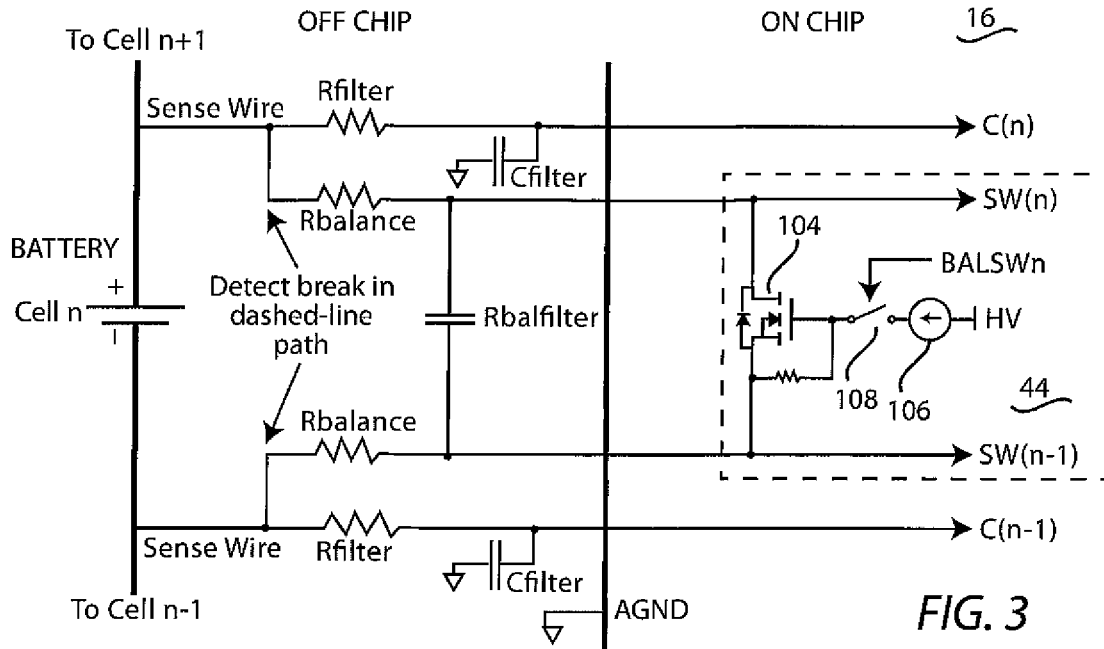 OFF CHIP
ON CHIP
16
To Cell n+1
Sense Wire
Rfilter
C(n)
Cfilter
Rbalance
SW(n)
BATTERY
104
BALSWn
+
Cell n
−
Detect break in
dashed-line
path
Rbalfilter
HV
108
106
44
Rbalance
SW(n-1)
Sense Wire
Rfilter
C(n-1)
Cfilter
To Cell n-1
AGND
FIG. 3